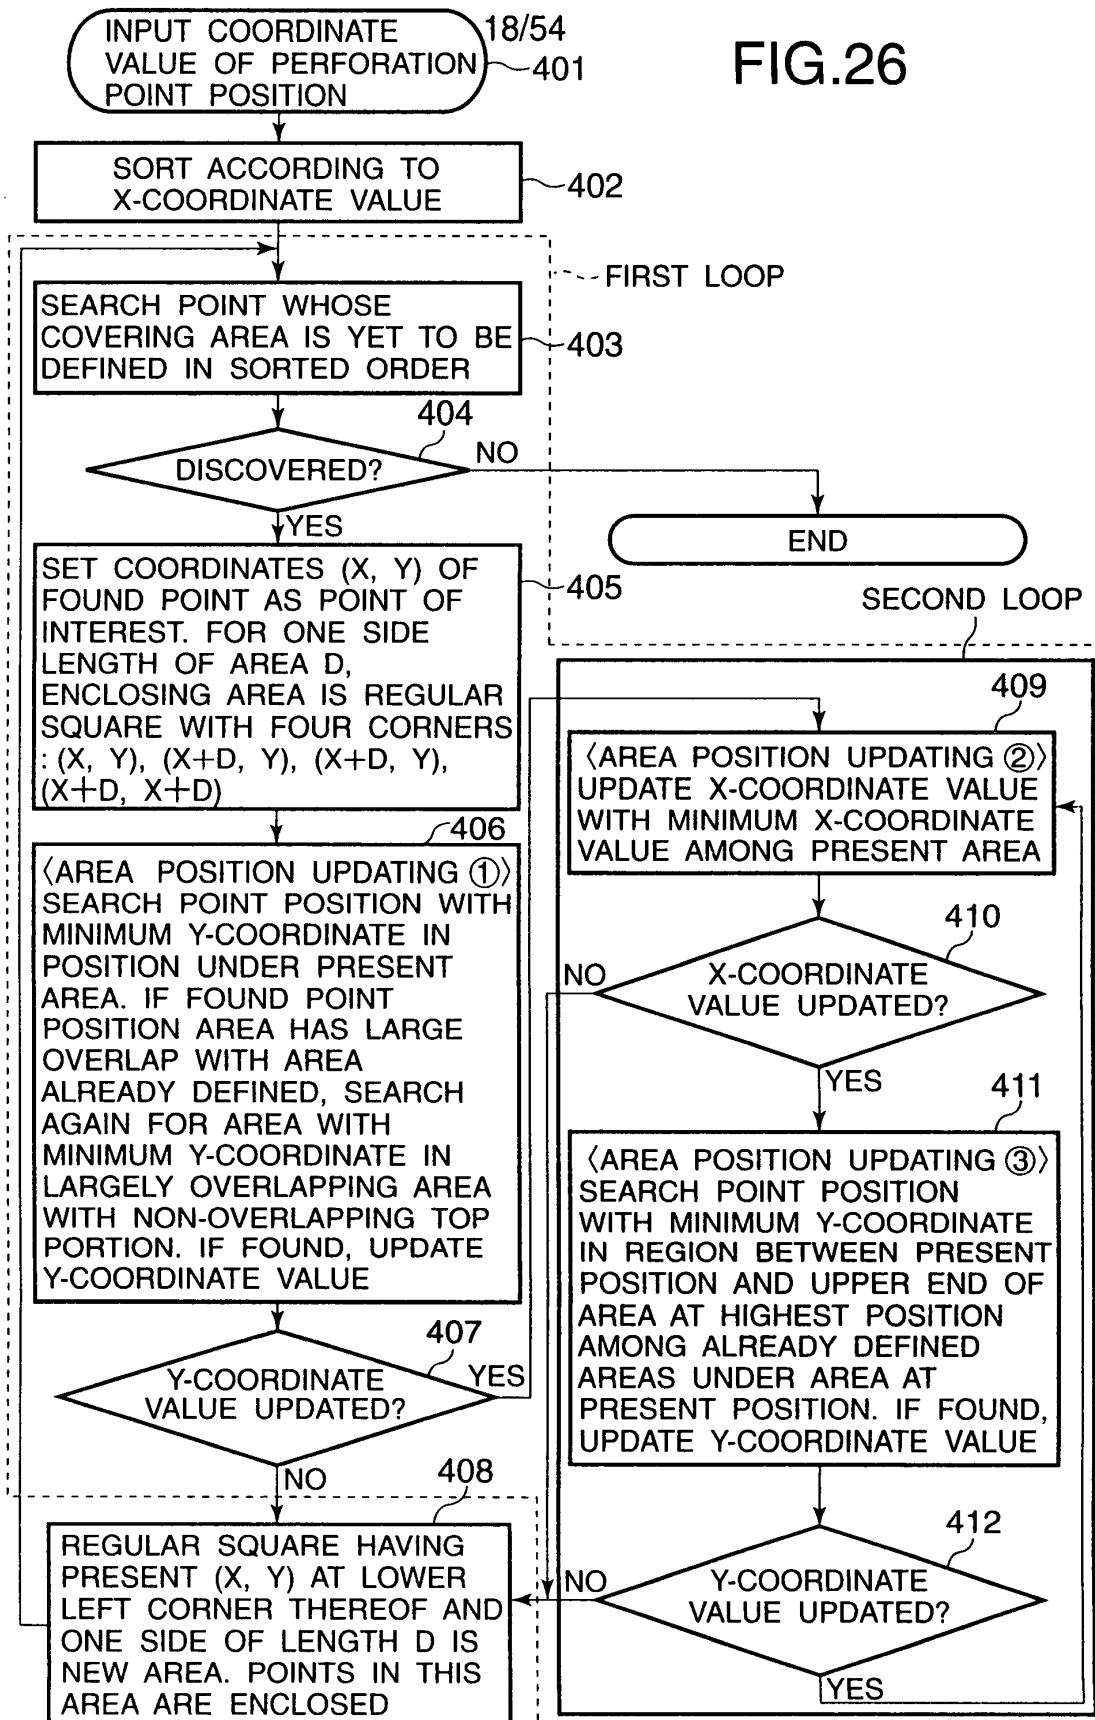 INPUT COORDINATE
VALUE OF PERFORATION
POINT POSITION
18/54
401
FIG.26
SORT ACCORDING TO
X-COORDINATE VALUE
402
FIRST LOOP
SEARCH POINT WHOSE
COVERING AREA IS YET TO BE
DEFINED IN SORTED ORDER
403
404
DISCOVERED?
NO
YES
END
SET COORDINATES (X, Y) OF
FOUND POINT AS POINT OF
INTEREST. FOR ONE SIDE
LENGTH OF AREA D,
ENCLOSING AREA IS REGULAR
SQUARE WITH FOUR CORNERS
: (X, Y), (X+D, Y), (X+D, Y),
(X+D, X+D)
405
406
〈AREA POSITION UPDATING ①〉
SEARCH POINT POSITION WITH
MINIMUM Y-COORDINATE IN
POSITION UNDER PRESENT
AREA. IF FOUND POINT
POSITION AREA HAS LARGE
OVERLAP WITH AREA
ALREADY DEFINED, SEARCH
AGAIN FOR AREA WITH
MINIMUM Y-COORDINATE IN
LARGELY OVERLAPPING AREA
WITH NON-OVERLAPPING TOP
PORTION. IF FOUND, UPDATE
Y-COORDINATE VALUE
407
Y-COORDINATE
VALUE UPDATED?
YES
NO
408
REGULAR SQUARE HAVING
PRESENT (X, Y) AT LOWER
LEFT CORNER THEREOF AND
ONE SIDE OF LENGTH D IS
NEW AREA. POINTS IN THIS
AREA ARE ENCLOSED
SECOND LOOP
409
〈AREA POSITION UPDATING ②〉
UPDATE X-COORDINATE VALUE
WITH MINIMUM X-COORDINATE
VALUE AMONG PRESENT AREA
410
NO
X-COORDINATE
VALUE UPDATED?
YES
411
〈AREA POSITION UPDATING ③〉
SEARCH POINT POSITION
WITH MINIMUM Y-COORDINATE
IN REGION BETWEEN PRESENT
POSITION AND UPPER END OF
AREA AT HIGHEST POSITION
AMONG ALREADY DEFINED
AREAS UNDER AREA AT
PRESENT POSITION. IF FOUND,
UPDATE Y-COORDINATE VALUE
412
NO
Y-COORDINATE
VALUE UPDATED?
YES